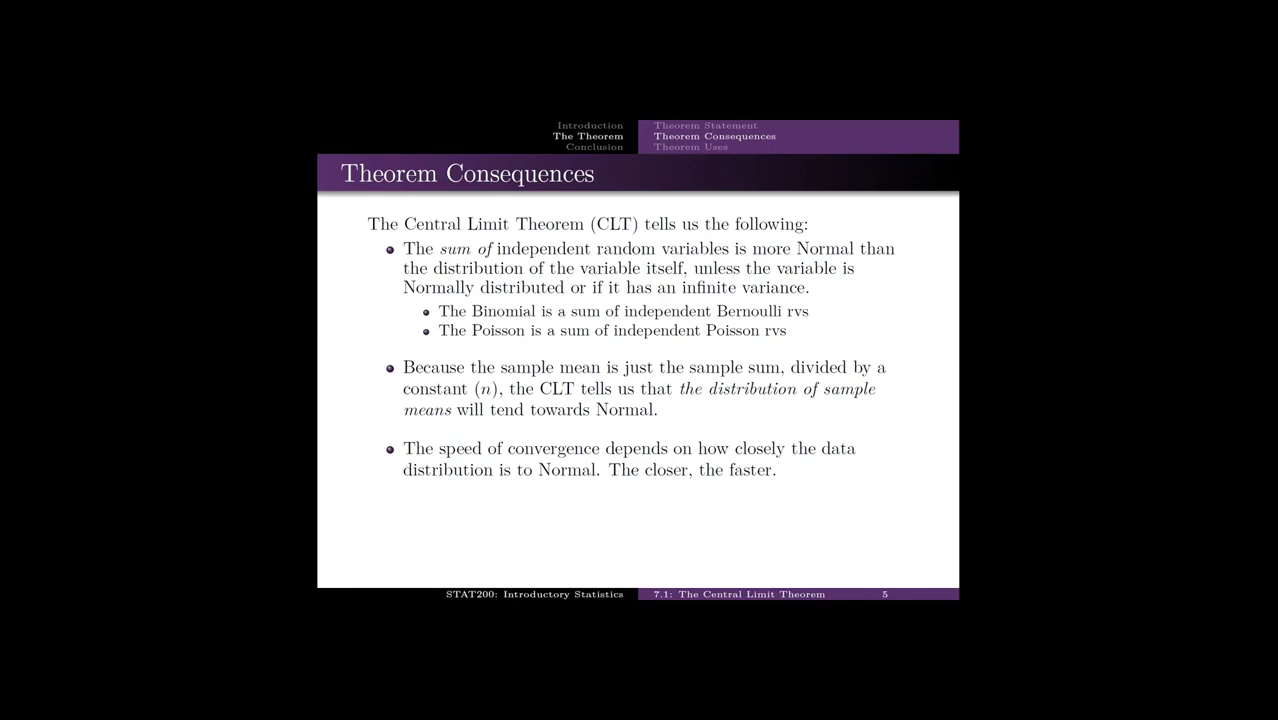 Introduction
The Theorem
Conclusion
Theorem Statement
Theorem Consequences
Theorem Uses
Theorem Consequences
The Central Limit Theorem (CLT) tells us the following:
The sum of independent random variables is more Normal than
the distribution of the variable itself, unless the variable is
Normally distributed or if it has an infinite variance.
The Binomial is a sum of independent Bernoulli rvs
The Poisson is a sum of independent Poisson rvs
Because the sample mean is just the sample sum, divided by a
constant (n), the CLT tells us that the distribution of sample
means will tend towards Normal.
The speed of convergence depends on how closely the data
distribution is to Normal. The closer, the faster.
STAT200: Introductory Statistics
7.1: The Central Limit Theorem
5